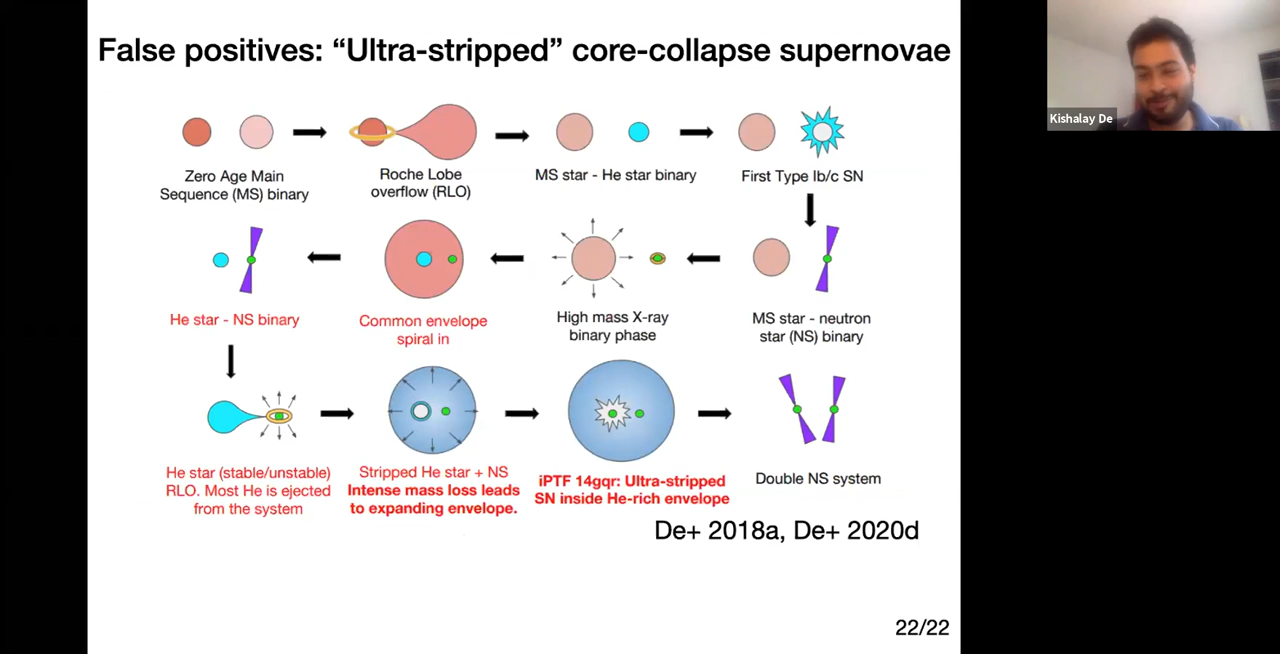 False positives: “Ultra-stripped” core-collapse supernovae
Kishalay De
Zero Age Main
Sequence (MS) binary
Roche Lobe
overflow (RLO)
MS star - He star binary
First Type Ib/c SN
He star - NS binary
Common envelope
spiral in
High mass X-ray
binary phase
MS star - neutron
star (NS) binary
He star (stable/unstable)
RLO. Most He is ejected
from the system
Stripped He star + NS
Intense mass loss leads
to expanding envelope.
iPTF 14gqr: Ultra-stripped
SN inside He-rich envelope
Double NS system
De+ 2018a, De+ 2020d
22/22